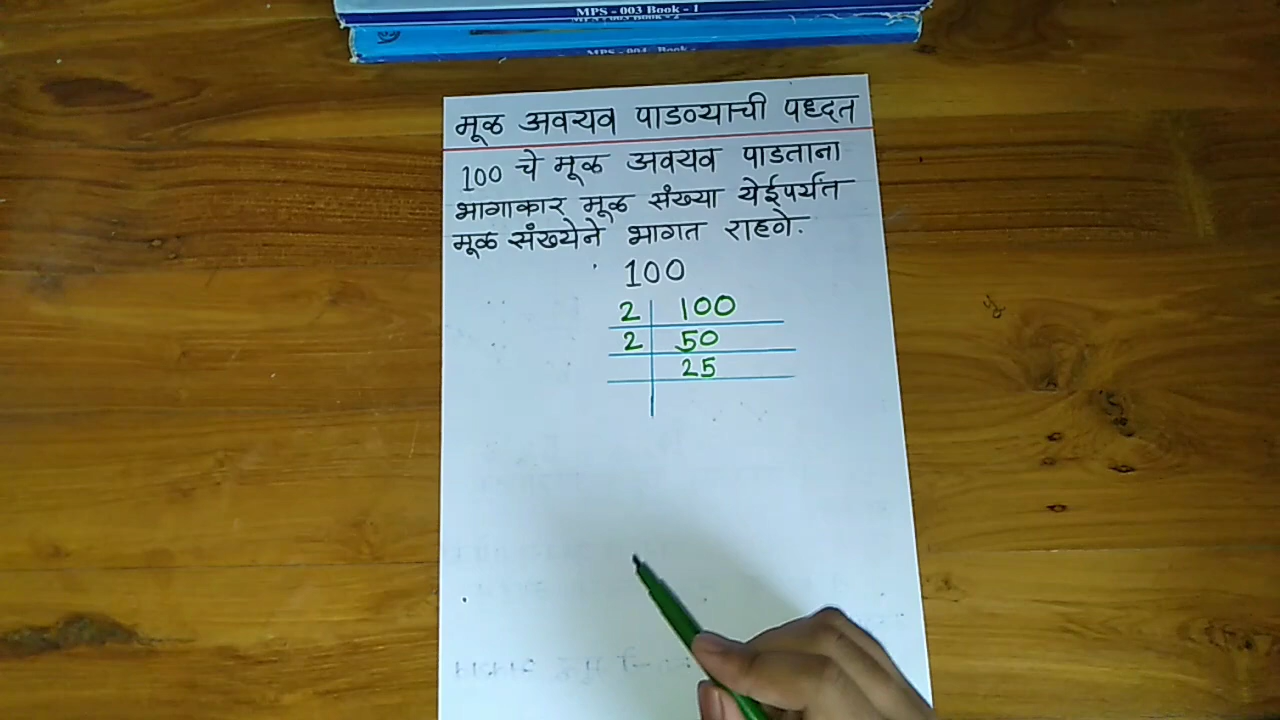 MPS - 003 Book - 1
मूळ अवयव पाडण्याची पध्दत
100 चे मूळ अवयव पाडताना
भागाकार मूळ संख्या येईपर्यंत
मूळ संख्येने भागत राहणे.
100
2 100
2 50
25